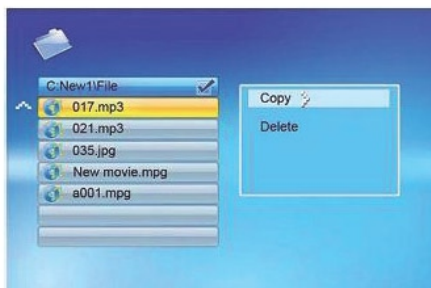 C:New1\File
017.mp3
021.mp3
035.jpg
New movie.mpg
a001.mpg
Copy
Delete